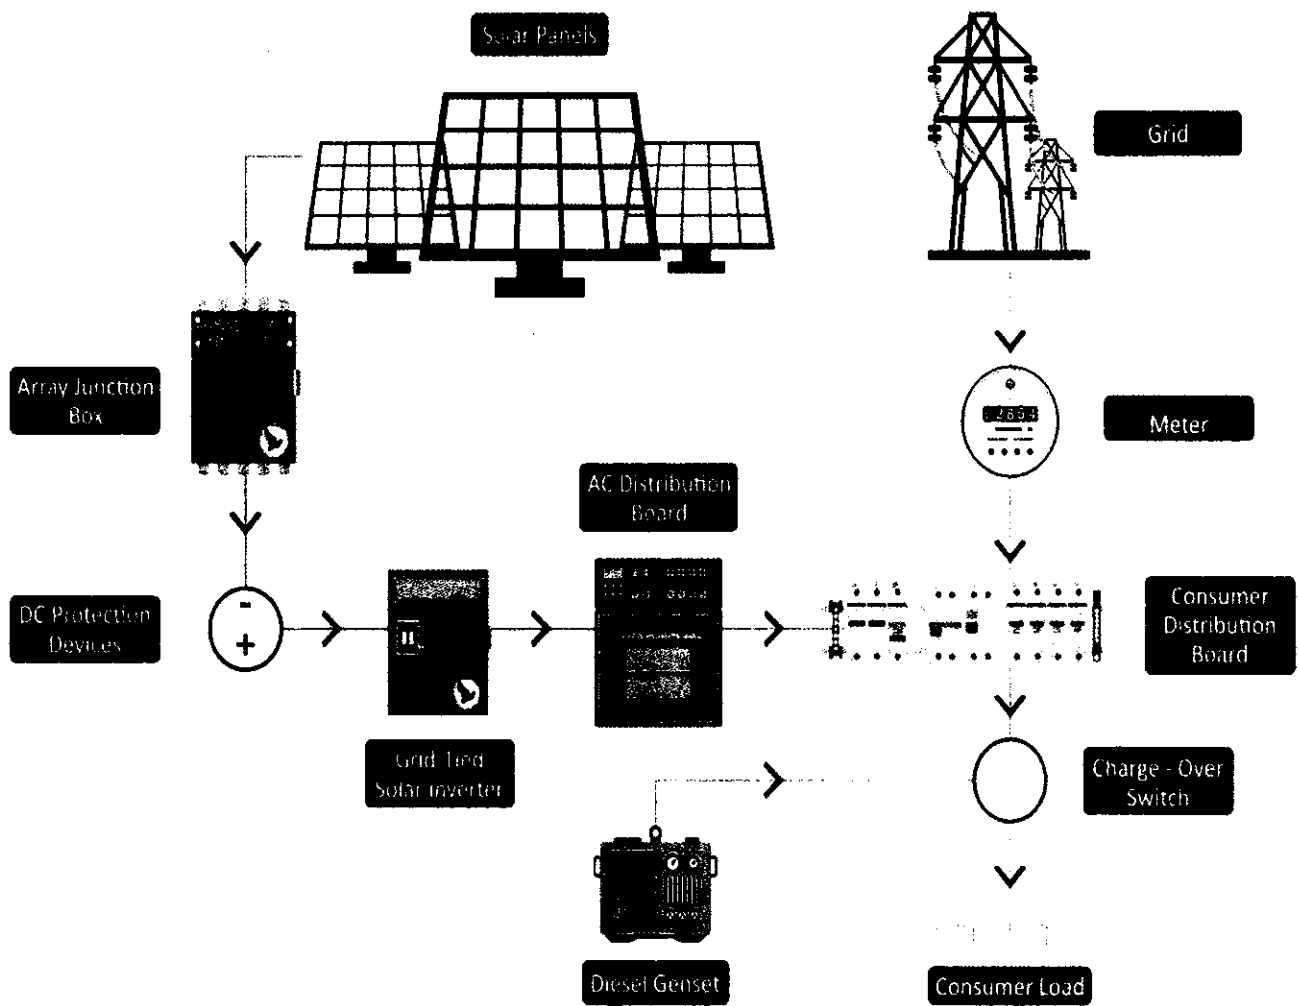 Solar Panels
Grid
Array Junction
Box
Meter
AC Distribution
Board
DC Protection
Devices
Consumer
Distribution
Board
Grid Tied
Solar inverter
Charge - Over
Switch
Diesel Genset
Consumer Load